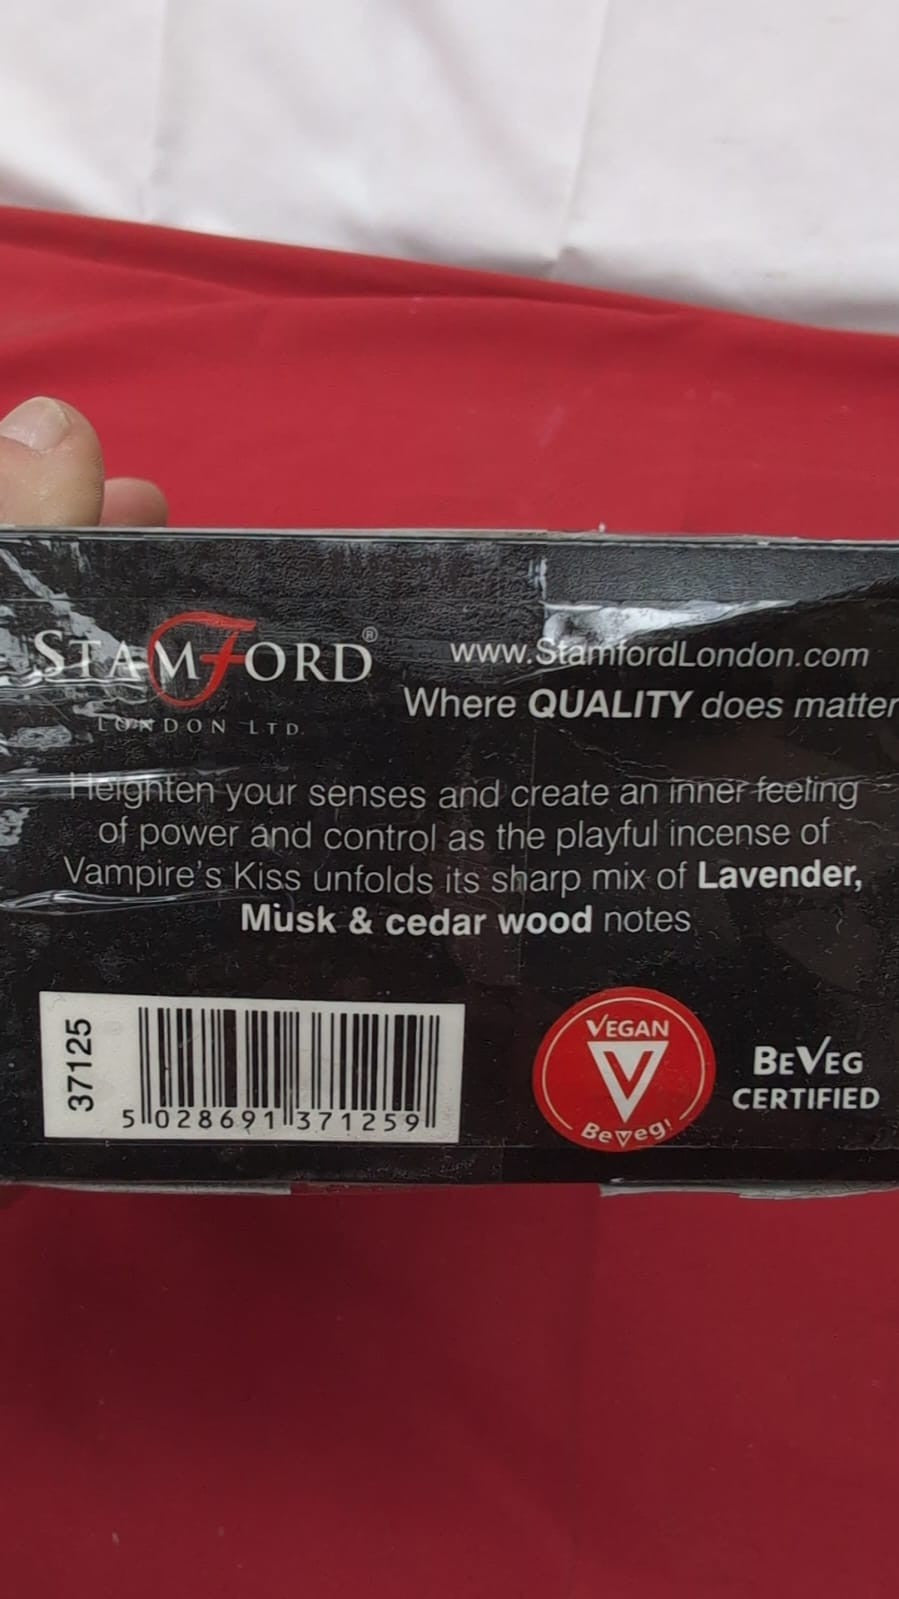 STAMFORD®
LONDON LTD.
www.StamfordLondon.com
Where QUALITY does matter
Heighten your senses and create an inner feeling
of power and control as the playful incense of
Vampire's Kiss unfolds its sharp mix of Lavender,
Musk & cedar wood notes
37125
5 028691 371259
VEGAN
V
BeVeg!
BEVEG
CERTIFIED